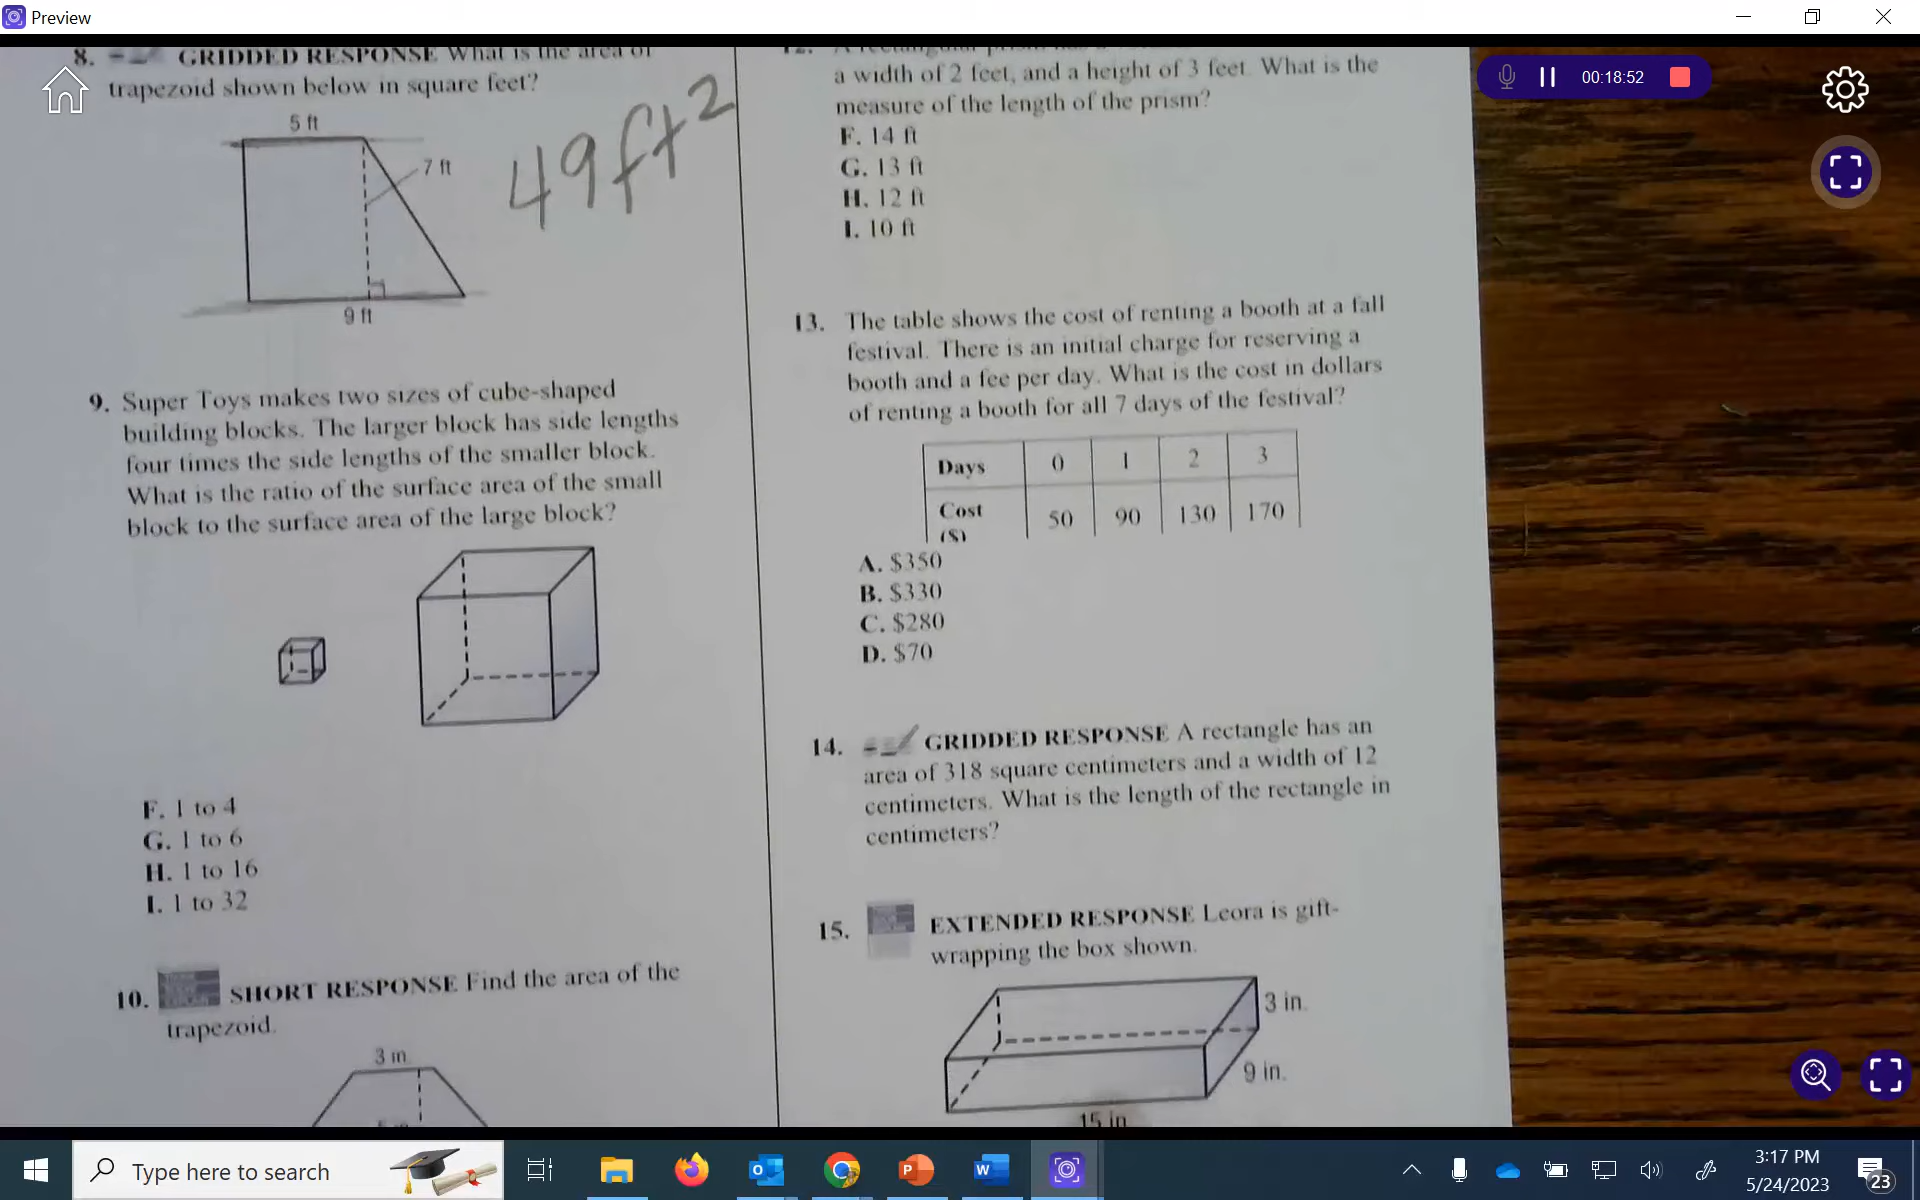 Preview
00:18:52
8. GRIDDED RESPONSE What is the area of
trapezoid shown below in square feet?
5 ft
7 ft
9 ft
49ft²
9. Super Toys makes two sizes of cube-shaped
building blocks. The larger block has side lengths
four times the side lengths of the smaller block.
What is the ratio of the surface area of the small
block to the surface area of the large block?
F. 1 to 4
G. 1 to 6
H. 1 to 16
I. 1 to 32
10. SHORT RESPONSE Find the area of the
trapezoid.
3 in
12. A rectangular prism has a
a width of 2 feet, and a height of 3 feet. What is the
measure of the length of the prism?
F. 14 ft
G. 13 ft
H. 12 ft
I. 10 ft
13. The table shows the cost of renting a booth at a fall
festival. There is an initial charge for reserving a
booth and a fee per day. What is the cost in dollars
of renting a booth for all 7 days of the festival?
Days 0 1 2 3
Cost 50 90 130 170
($)
A. $350
B. $330
C. $280
D. $70
14. GRIDDED RESPONSE A rectangle has an
area of 318 square centimeters and a width of 12
centimeters. What is the length of the rectangle in
centimeters?
15. EXTENDED RESPONSE Leora is gift-
wrapping the box shown.
3 in.
9 in.
15 in.
Type here to search
3:17 PM
5/24/2023
23